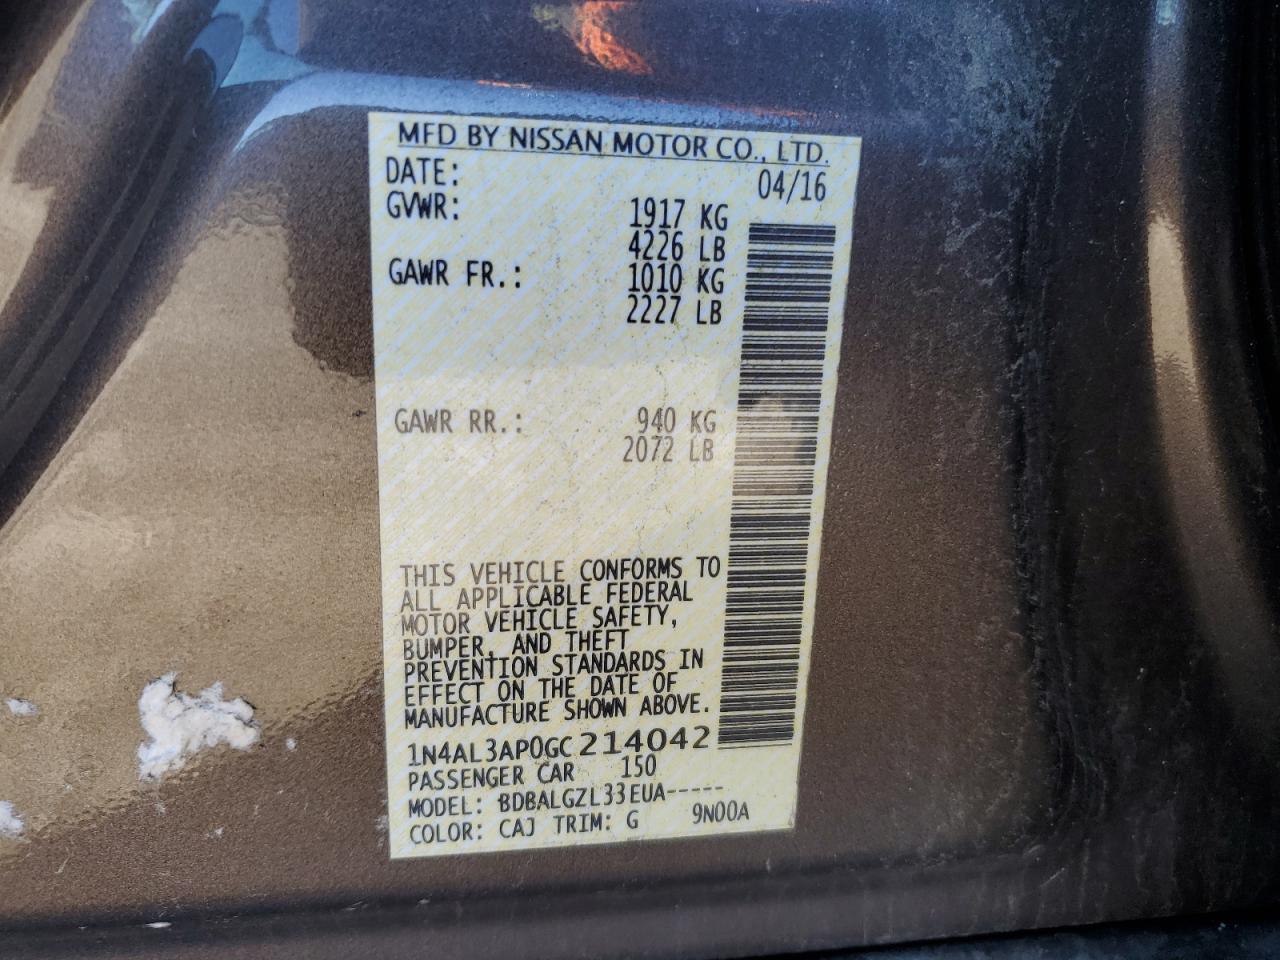 MFD BY NISSAN MOTOR CO., LTD.
DATE: 04/16
GVWR: 1917 KG
4226 LB
GAWR FR.: 1010 KG
2227 LB
GAWR RR.: 940 KG
2072 LB
THIS VEHICLE CONFORMS TO
ALL APPLICABLE FEDERAL
MOTOR VEHICLE SAFETY,
BUMPER, AND THEFT
PREVENTION STANDARDS IN
EFFECT ON THE DATE OF
MANUFACTURE SHOWN ABOVE.
1N4AL3AP0GC214042
PASSENGER CAR 150
MODEL: BDBALGZL33EUA-----
COLOR: CAJ TRIM: G 9N00A